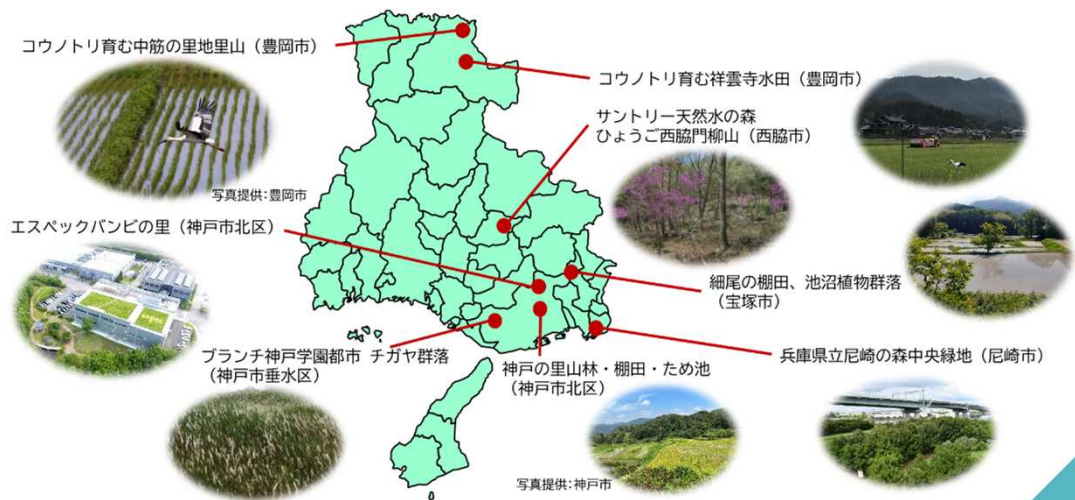 コウノトリ育む中筋の里地里山（豊岡市）
コウノトリ育む祥雲寺水田（豊岡市）
サントリー天然水の森
ひょうご西脇門柳山（西脇市）
写真提供：豊岡市
エスペックバンビの里（神戸市北区）
細尾の棚田、池沼植物群落
（宝塚市）
兵庫県立尼崎の森中央緑地（尼崎市）
ブランチ神戸学園都市 チガヤ群落
（神戸市垂水区）
神戸の里山林・棚田・ため池
（神戸市北区）
写真提供：神戸市